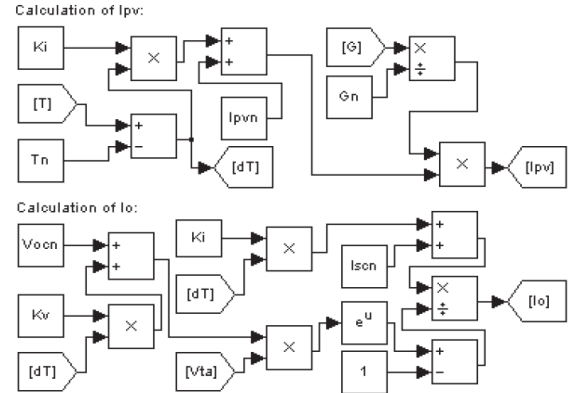 Calculation of Ipv:
Ki
×
+
+
[G]
×
÷
[T]
+
−
Ipvn
Gn
Tn
[dT]
×
[Ipv]
Calculation of Io:
Vocn
+
+
Ki
×
+
+
Iscn
[dT]
×
÷
[Io]
Kv
×
e^u
[dT]
[Vta]
×
1
+
−